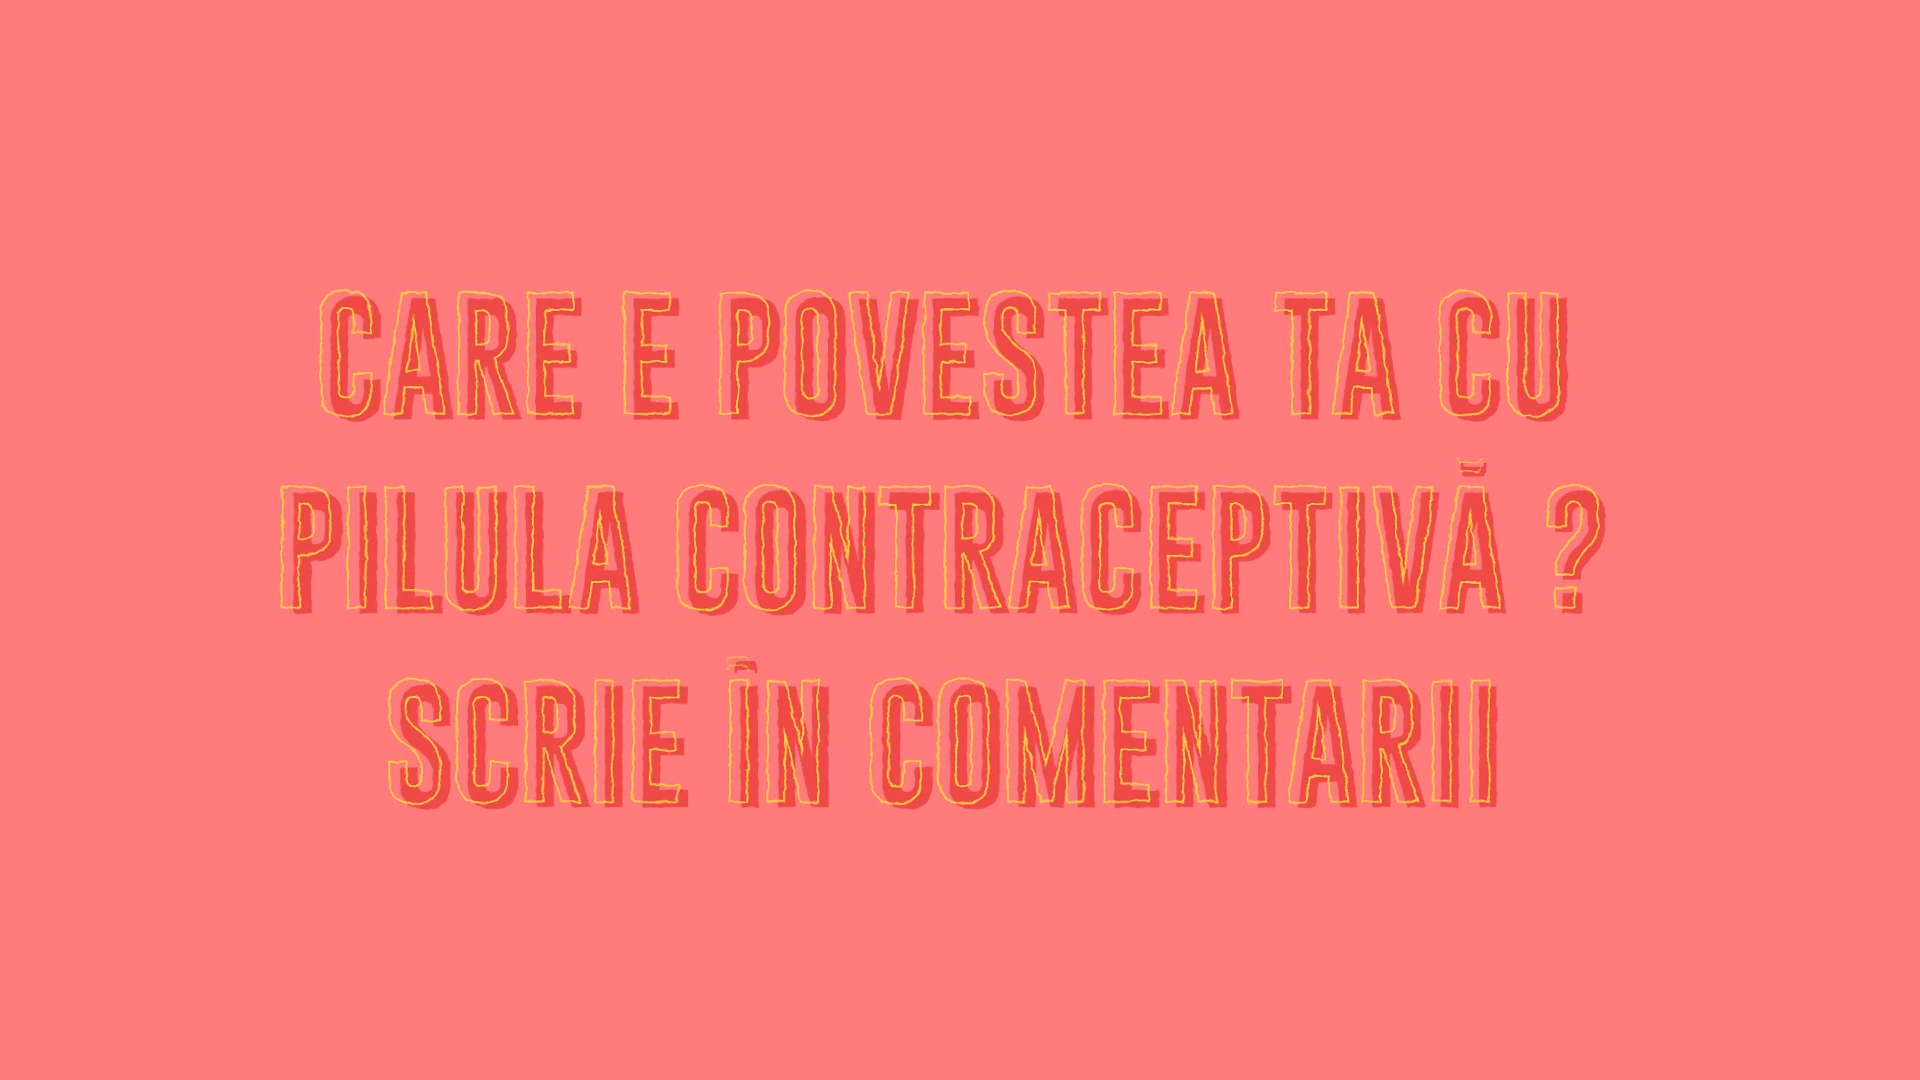 CARE E POVESTEA TA CU
PILULA CONTRACEPTIVĂ ?
SCRIE ÎN COMENTARII